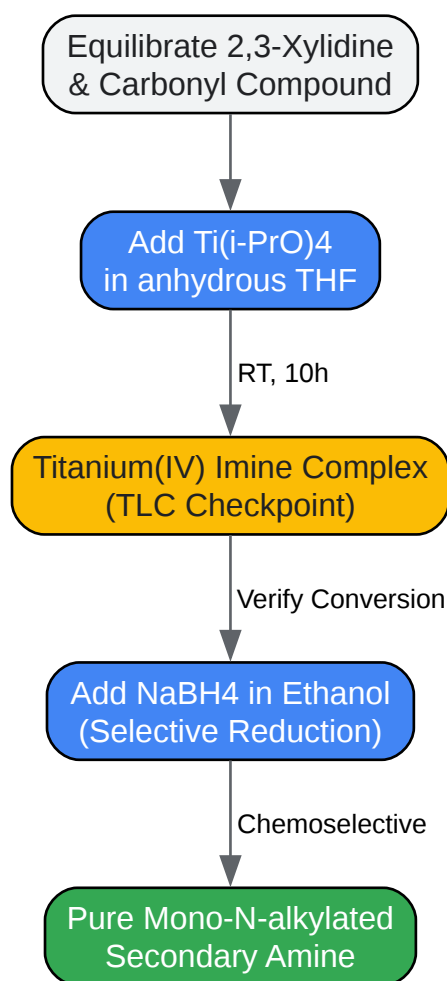 Equilibrate 2,3-Xylidine
& Carbonyl Compound
Add Ti(i-PrO)4
in anhydrous THF
RT, 10h
Titanium(IV) Imine Complex
(TLC Checkpoint)
Verify Conversion
Add NaBH4 in Ethanol
(Selective Reduction)
Chemoselective
Pure Mono-N-alkylated
Secondary Amine